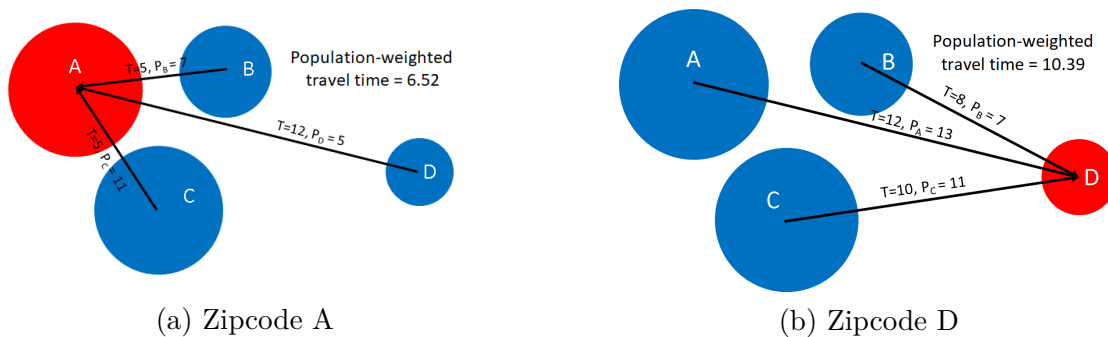 A
T=5, P_B = 7
B
Population-weighted
travel time = 6.52
T=12, P_D = 5
T=5, P_C = 11
C
D
(a) Zipcode A
A
B
Population-weighted
travel time = 10.39
T=8, P_B = 7
T=12, P_A = 13
C
T=10, P_C = 11
D
(b) Zipcode D